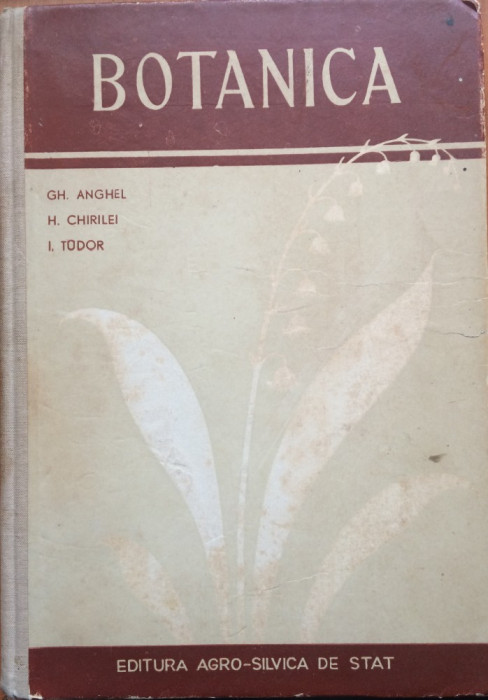 BOTANICA
GH. ANGHEL
H. CHIRILEI
I. TUDOR
EDITURA AGRO-SILVICA DE STAT